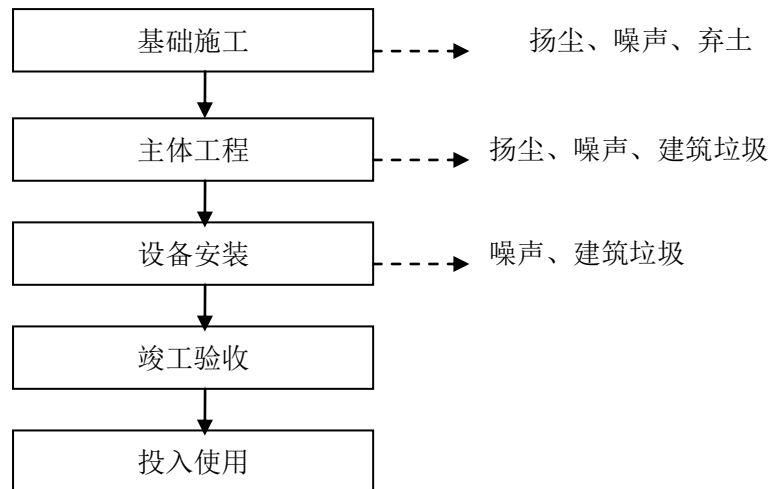 基础施工
扬尘、噪声、弃土
主体工程
扬尘、噪声、建筑垃圾
设备安装
噪声、建筑垃圾
竣工验收
投入使用